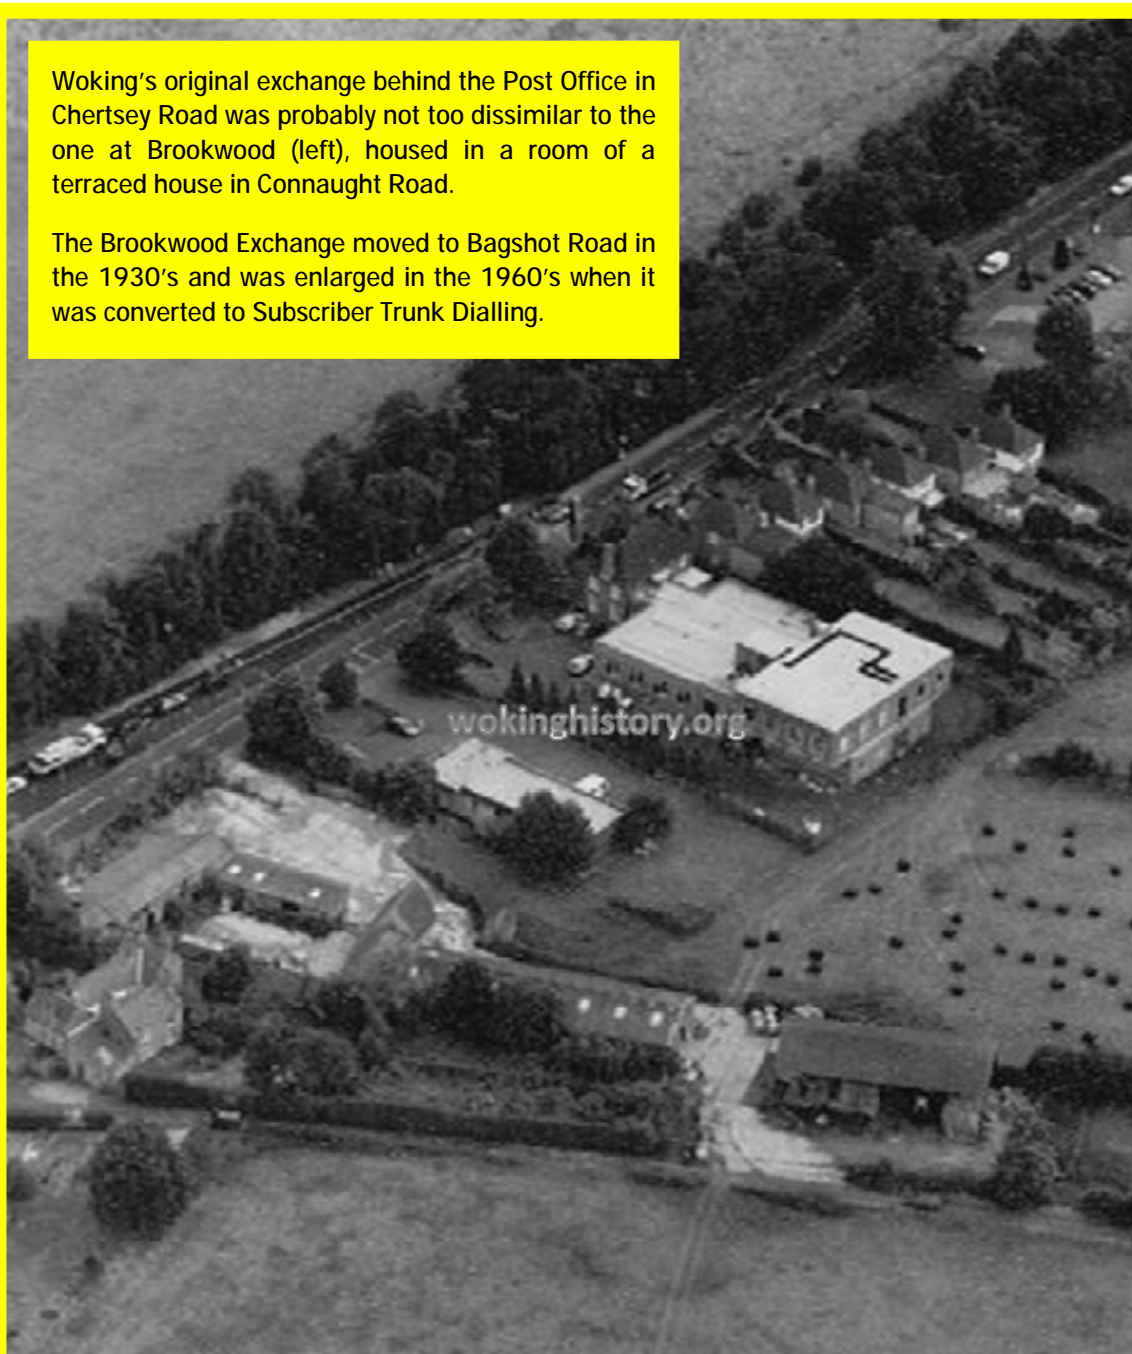 Woking’s original exchange behind the Post Office in
Chertsey Road was probably not too dissimilar to the
one at Brookwood (left), housed in a room of a
terraced house in Connaught Road.
The Brookwood Exchange moved to Bagshot Road in
the 1930’s and was enlarged in the 1960’s when it
was converted to Subscriber Trunk Dialling.
wokinghistory.org